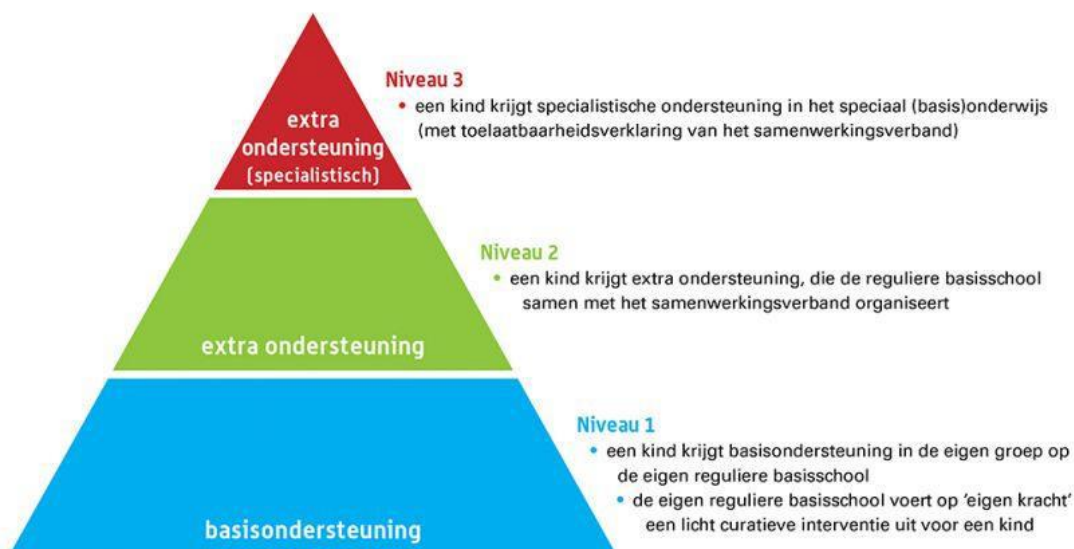 Niveau 3
• een kind krijgt specialistische ondersteuning in het speciaal (basis)onderwijs
(met toelaatbaarheidsverklaring van het samenwerkingsverband)
extra
ondersteuning
(specialistisch)
Niveau 2
• een kind krijgt extra ondersteuning, die de reguliere basisschool
samen met het samenwerkingsverband organiseert
extra ondersteuning
Niveau 1
• een kind krijgt basisondersteuning in de eigen groep op
de eigen reguliere basisschool
• de eigen reguliere basisschool voert op ‘eigen kracht’
een licht curatieve interventie uit voor een kind
basisondersteuning